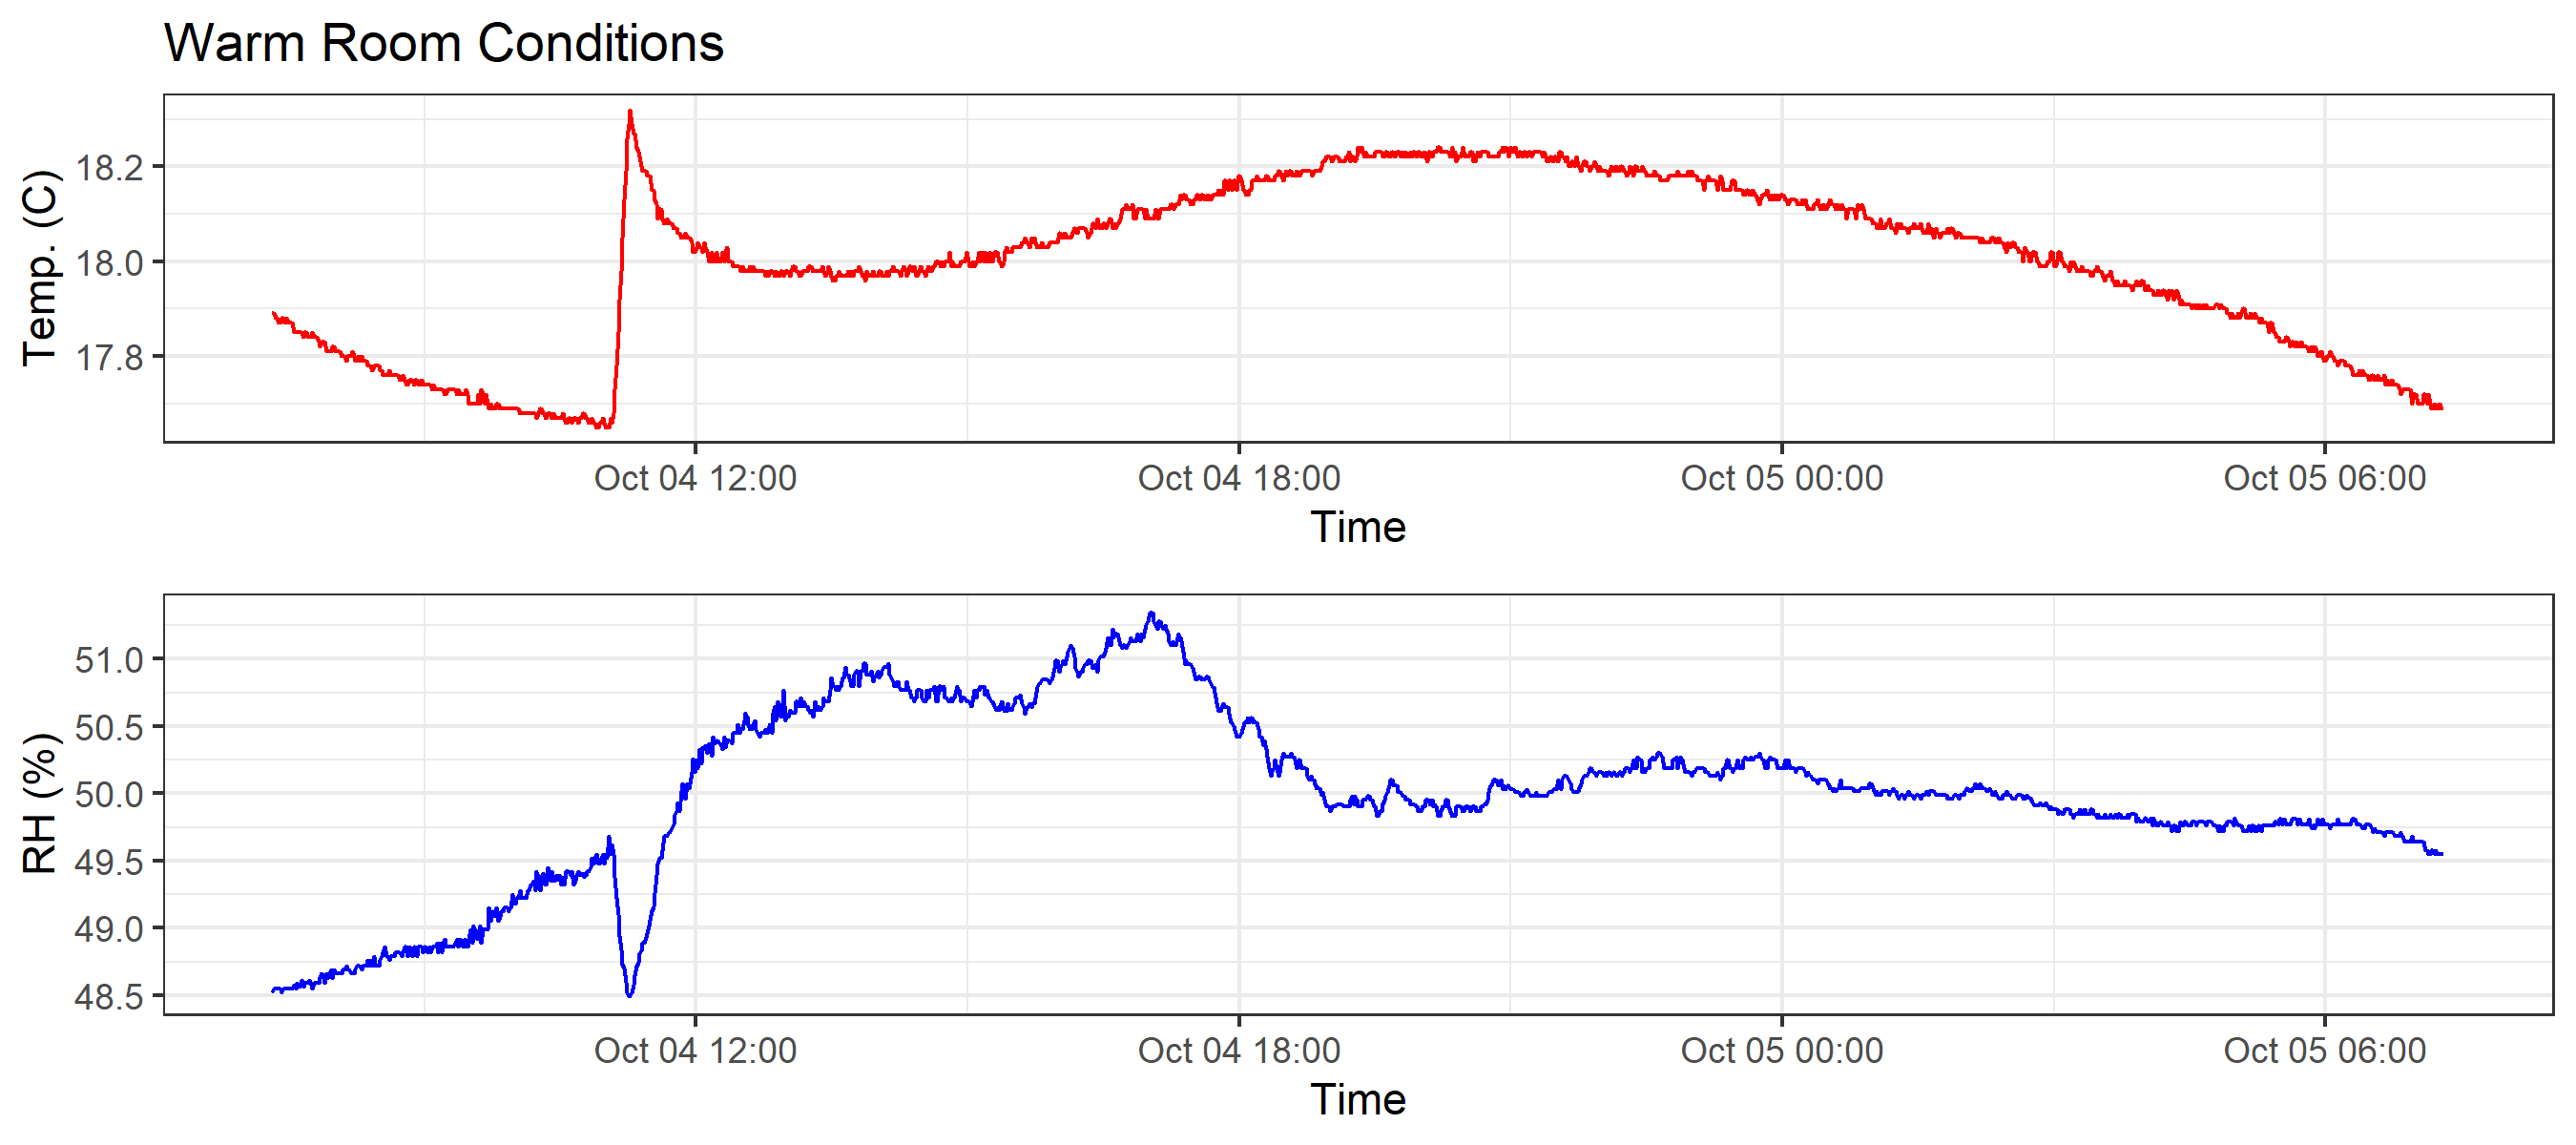 Warm Room Conditions
Temp. (C)
18.2
18.0
17.8
Oct 04 12:00 Oct 04 18:00 Oct 05 00:00 Oct 05 06:00
Time
RH (%)
51.0
50.5
50.0
49.5
49.0
48.5
Oct 04 12:00 Oct 04 18:00 Oct 05 00:00 Oct 05 06:00
Time